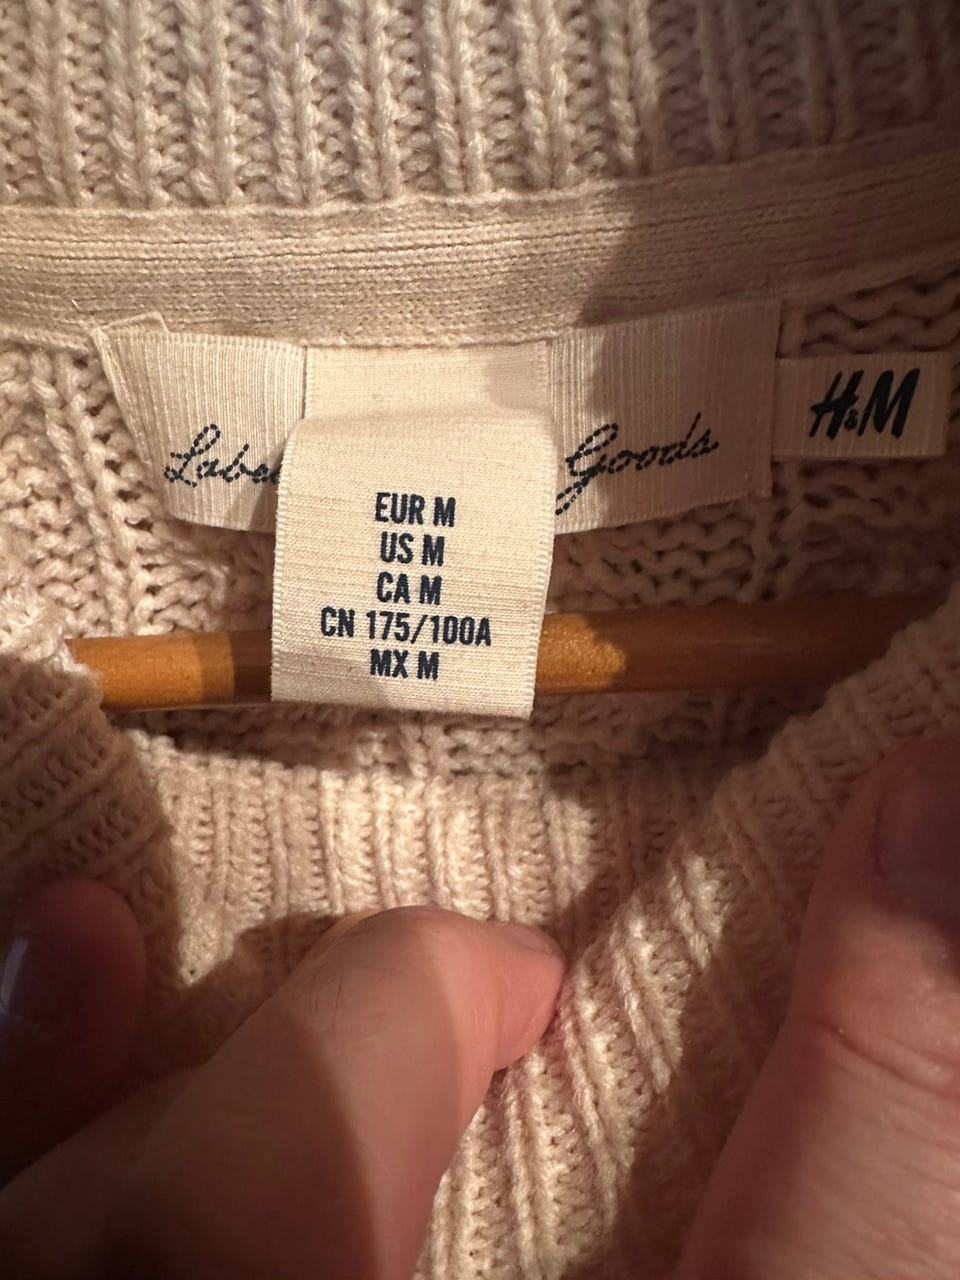 Goods
H&M
EUR M
US M
CA M
CN 175/100A
MX M